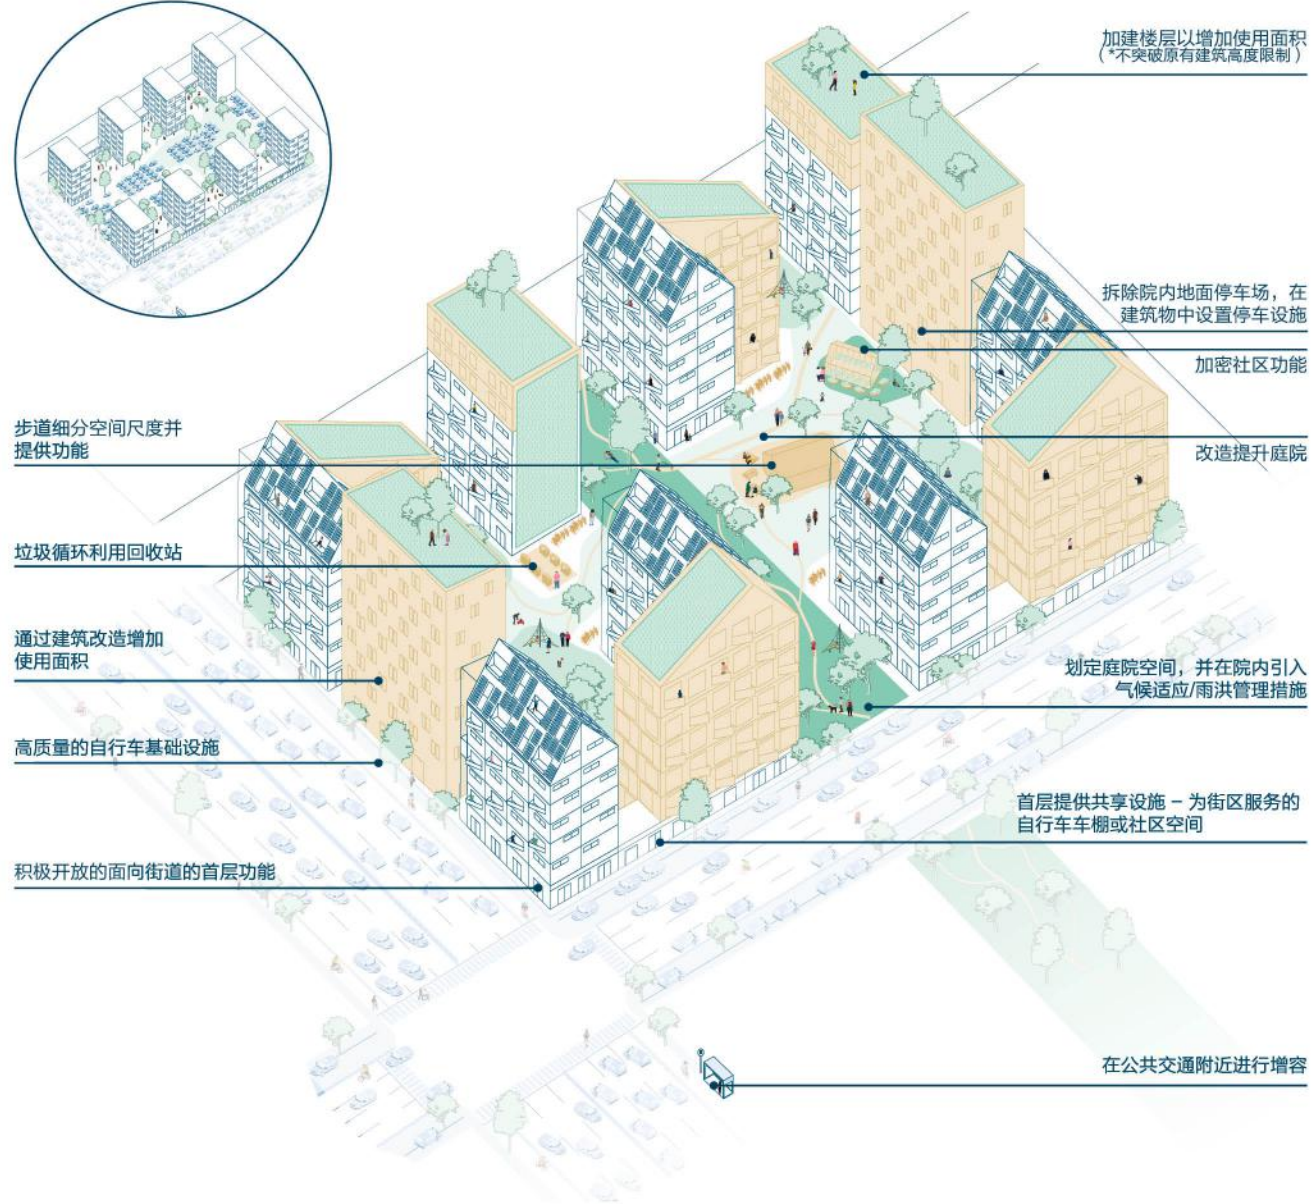 加建楼层以增加使用面积
（*不突破原有建筑高度限制）
拆除院内地面停车场，在
建筑物中设置停车设施
加密社区功能
步道细分空间尺度并
提供功能
改造提升庭院
垃圾循环利用回收站
通过建筑改造增加
使用面积
划定庭院空间，并在院内引入
气候适应/雨洪管理措施
高质量的自行车基础设施
首层提供共享设施 – 为街区服务的
自行车车棚或社区空间
积极开放的面向街道的首层功能
在公共交通附近进行增容